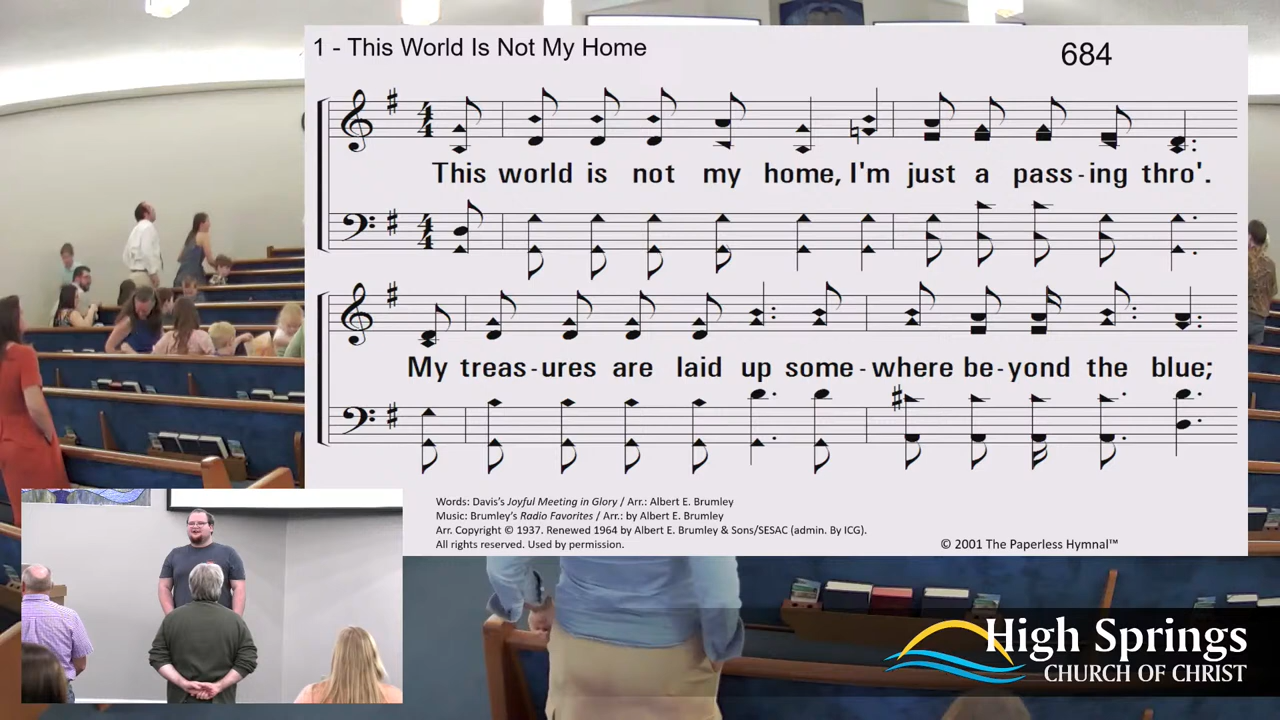 1 - This World Is Not My Home
684
This world is not my home, I'm just a pass-ing thro'.
My treas-ures are laid up some-where be-yond the blue;
Words: Davis's Joyful Meeting in Glory / Arr.: Albert E. Brumley
Music: Brumley's Radio Favorites / Arr.: by Albert E. Brumley
Arr. Copyright © 1937. Renewed 1964 by Albert E. Brumley & Sons/SESAC (admin. By ICG).
All rights reserved. Used by permission.
© 2001 The Paperless Hymnal™
High Springs
CHURCH OF CHRIST